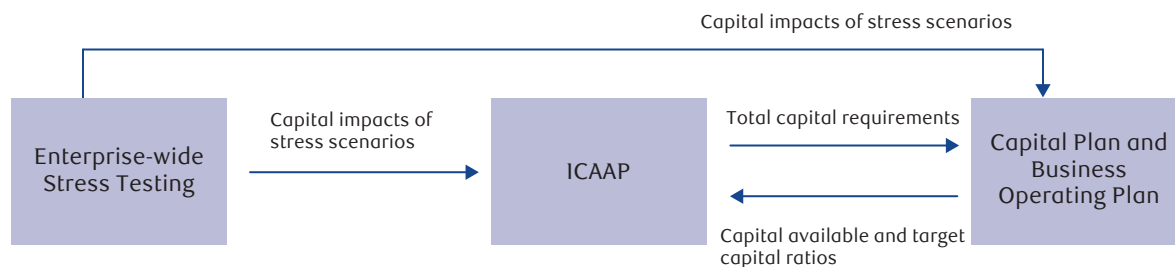 Capital impacts of stress scenarios
Enterprise-wide
Stress Testing
Capital impacts of
stress scenarios
ICAAP
Total capital requirements
Capital available and target
capital ratios
Capital Plan and
Business
Operating Plan